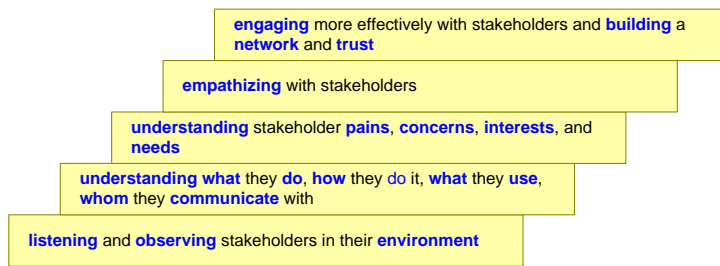 engaging more effectively with stakeholders and building a
network and trust
empathizing with stakeholders
understanding stakeholder pains, concerns, interests, and
needs
understanding what they do, how they do it, what they use,
whom they communicate with
listening and observing stakeholders in their environment